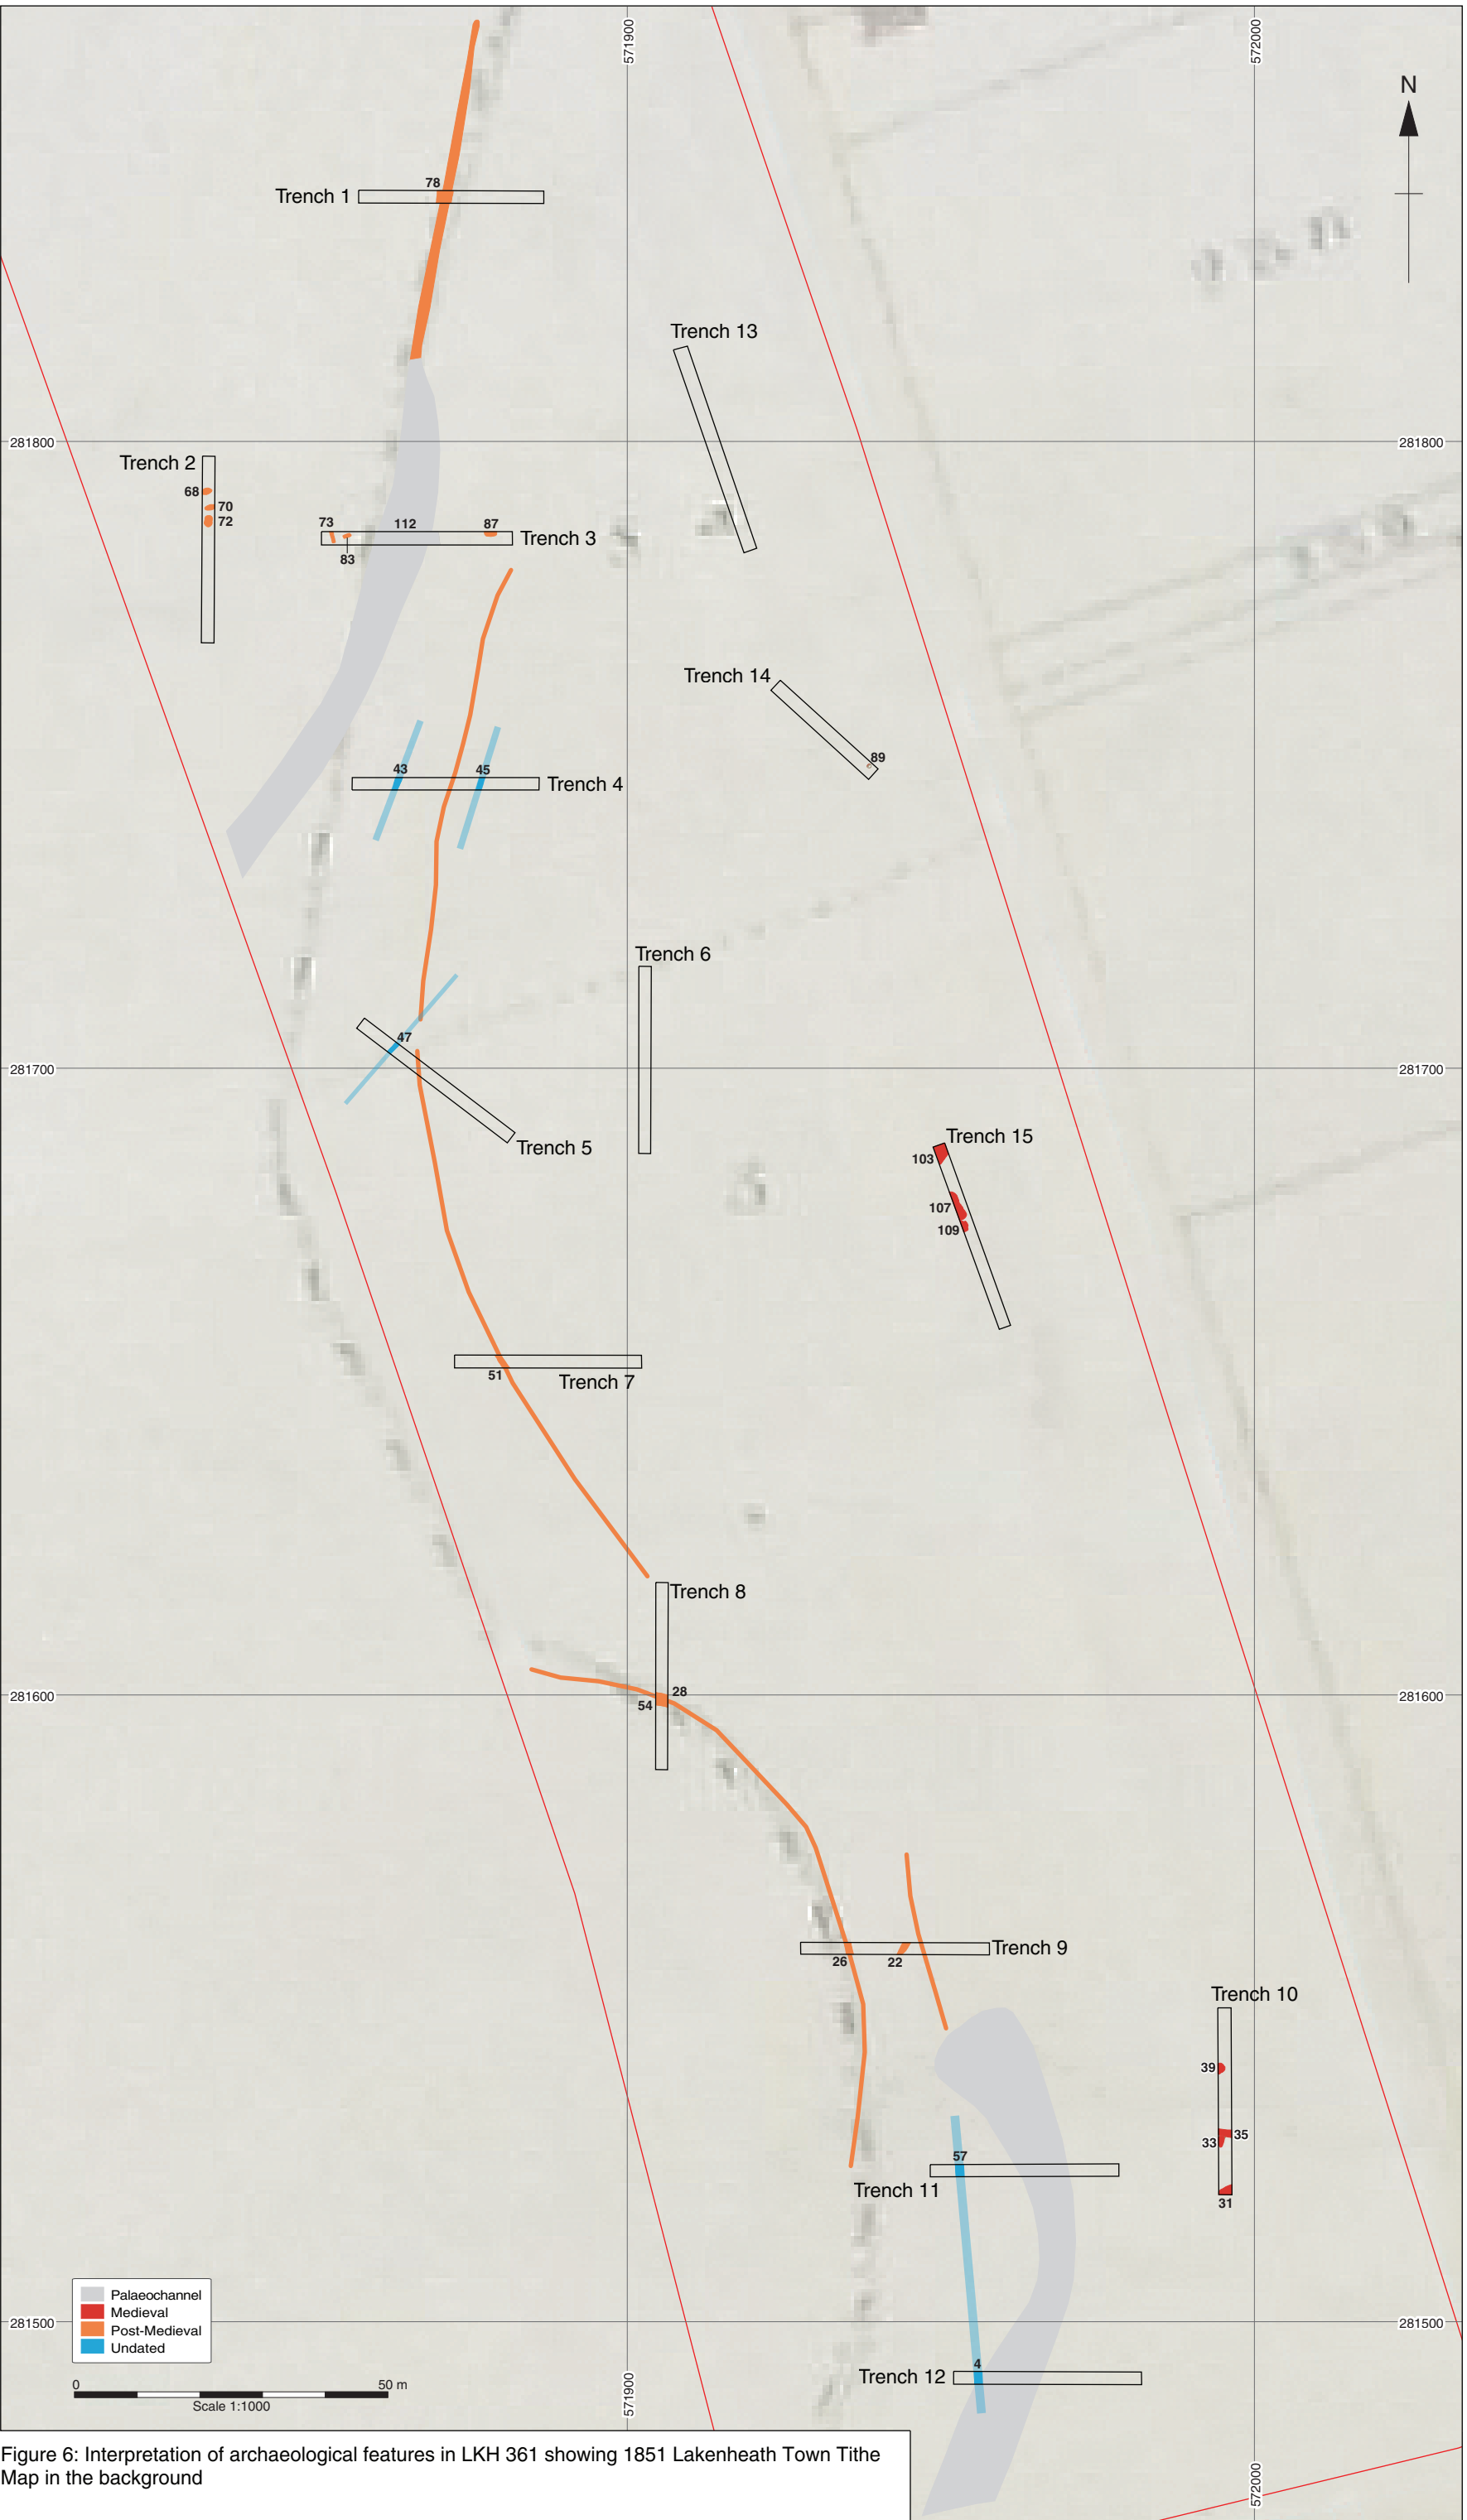 571900
572000
N
78
Trench 1
Trench 13
281800
281800
Trench 2
68
70
72
73
112
87
Trench 3
83
Trench 14
89
43
45
Trench 4
Trench 6
47
281700
281700
Trench 5
Trench 15
103
107
109
51
Trench 7
Trench 8
28
281600
281600
54
Trench 9
26
22
Trench 10
39
35
33
57
Trench 11
31
Palaeochannel
Medieval
Post-Medieval
Undated
281500
281500
4
Trench 12
0
50 m
Scale 1:1000
571900
572000
Figure 6: Interpretation of archaeological features in LKH 361 showing 1851 Lakenheath Town Tithe
Map in the background